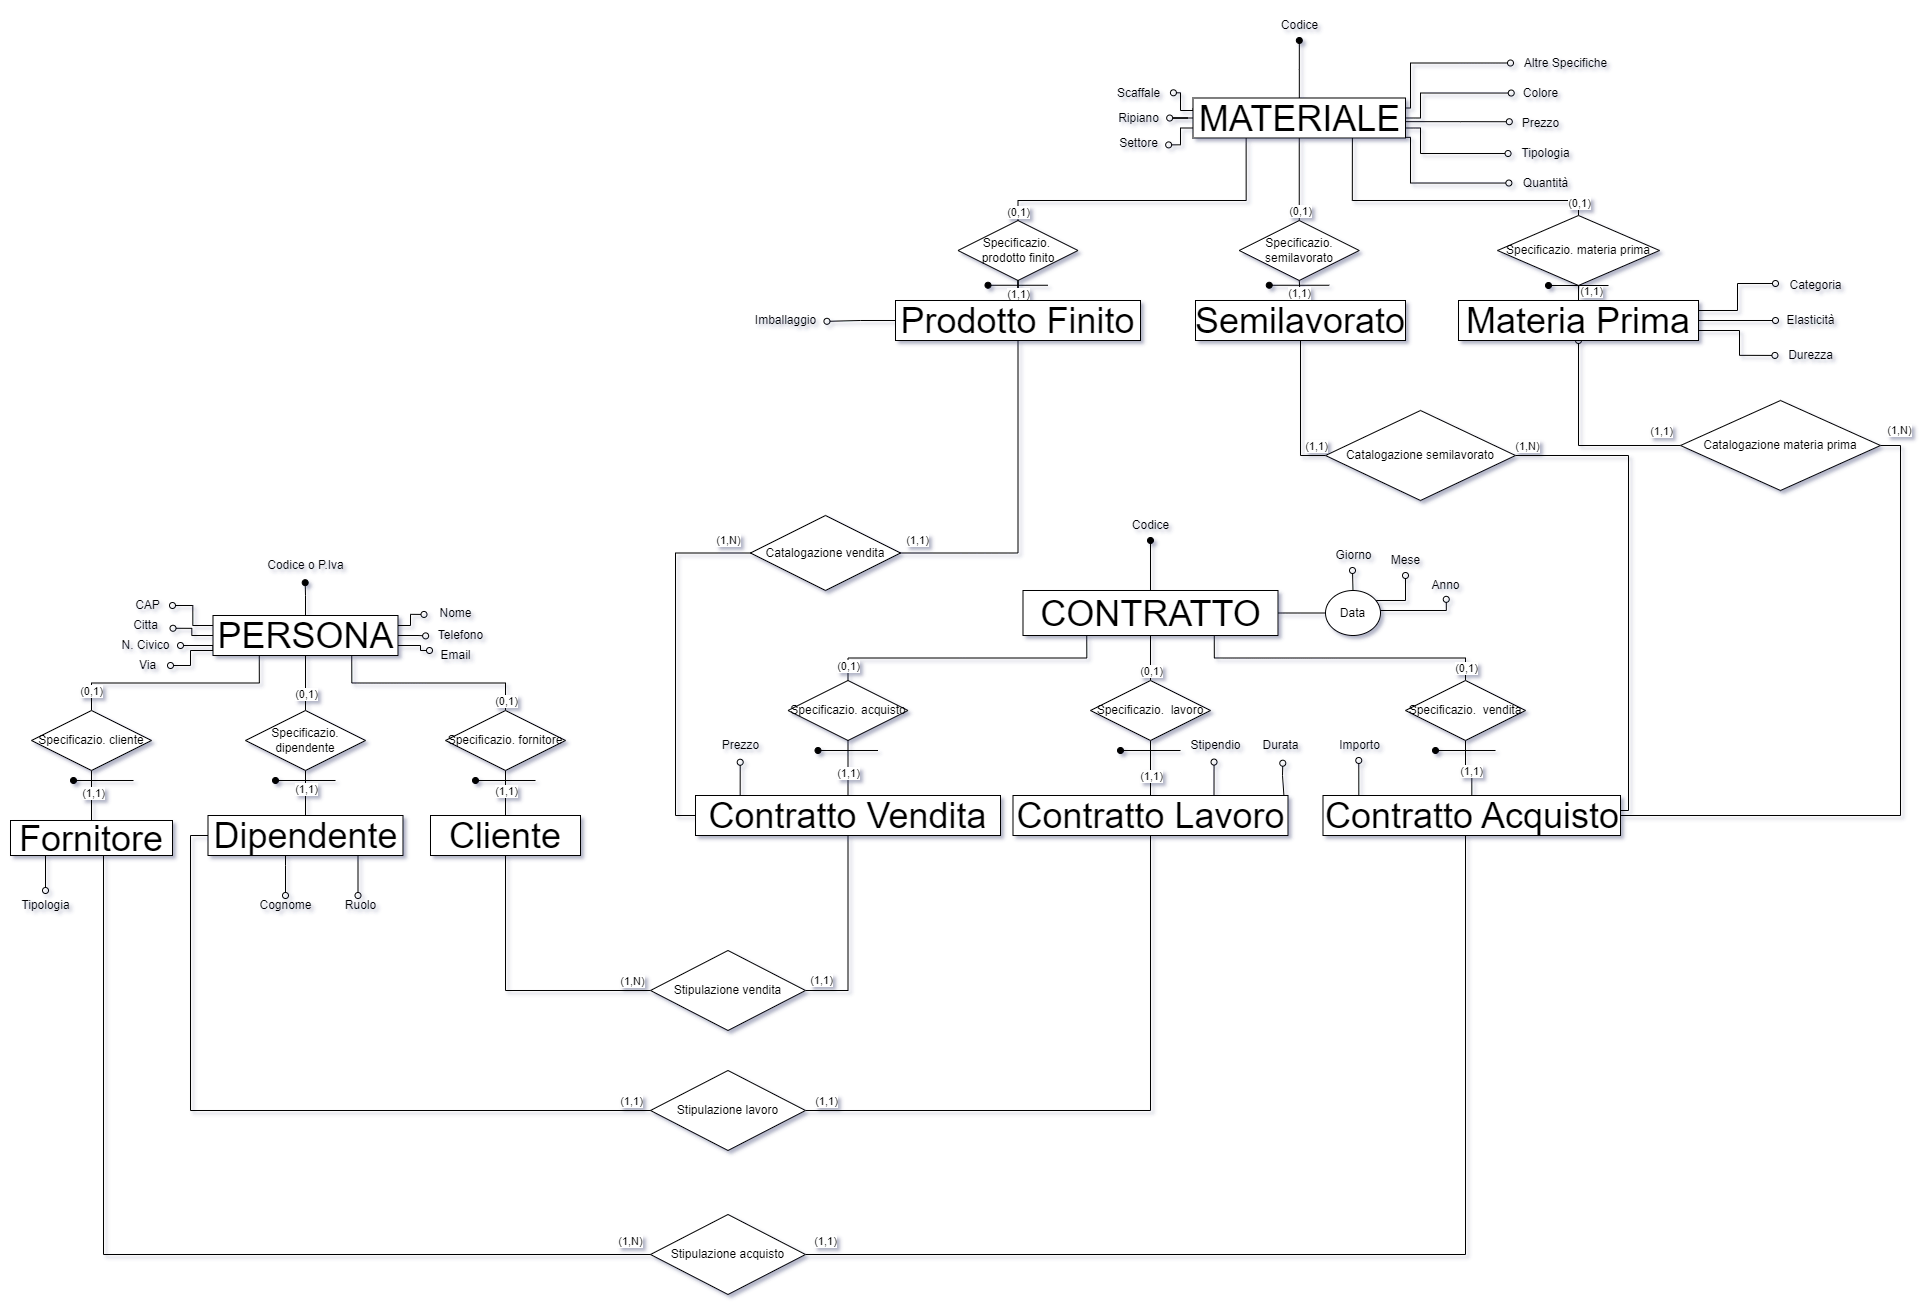 Codice
Altre Specifiche
Scaffale
Colore
MATERIALE
Ripiano
Prezzo
Settore
Tipologia
Quantità
(0,1)
(0,1)
(0,1)
Specificazio.
prodotto finito
Specificazio.
semilavorato
Specificazio. materia prima
(1,1)
(1,1)
(1,1)
Categoria
Imballaggio
Prodotto Finito
Semilavorato
Materia Prima
Elasticità
Durezza
(1,1)
(1,N)
(1,1)
Catalogazione semilavorato
(1,N)
Catalogazione materia prima
Codice
(1,N)
Catalogazione vendita
(1,1)
Giorno
Mese
Anno
Codice o P.Iva
CONTRATTO
Data
CAP
Nome
Citta
PERSONA
Telefono
N. Civico
Email
Via
(0,1)
(0,1)
(0,1)
(0,1)
(0,1)
(0,1)
Specificazio. cliente
Specificazio.
dipendente
Specificazio. fornitore
Specificazio. acquisto
Specificazio.  lavoro
Specificazio.  vendita
Prezzo
Stipendio
Durata
Importo
(1,1)
(1,1)
(1,1)
(1,1)
(1,1)
(1,1)
Fornitore
Dipendente
Cliente
Contratto Vendita
Contratto Lavoro
Contratto Acquisto
Tipologia
Cognome
Ruolo
(1,N)
Stipulazione vendita
(1,1)
(1,1)
Stipulazione lavoro
(1,1)
(1,N)
Stipulazione acquisto
(1,1)